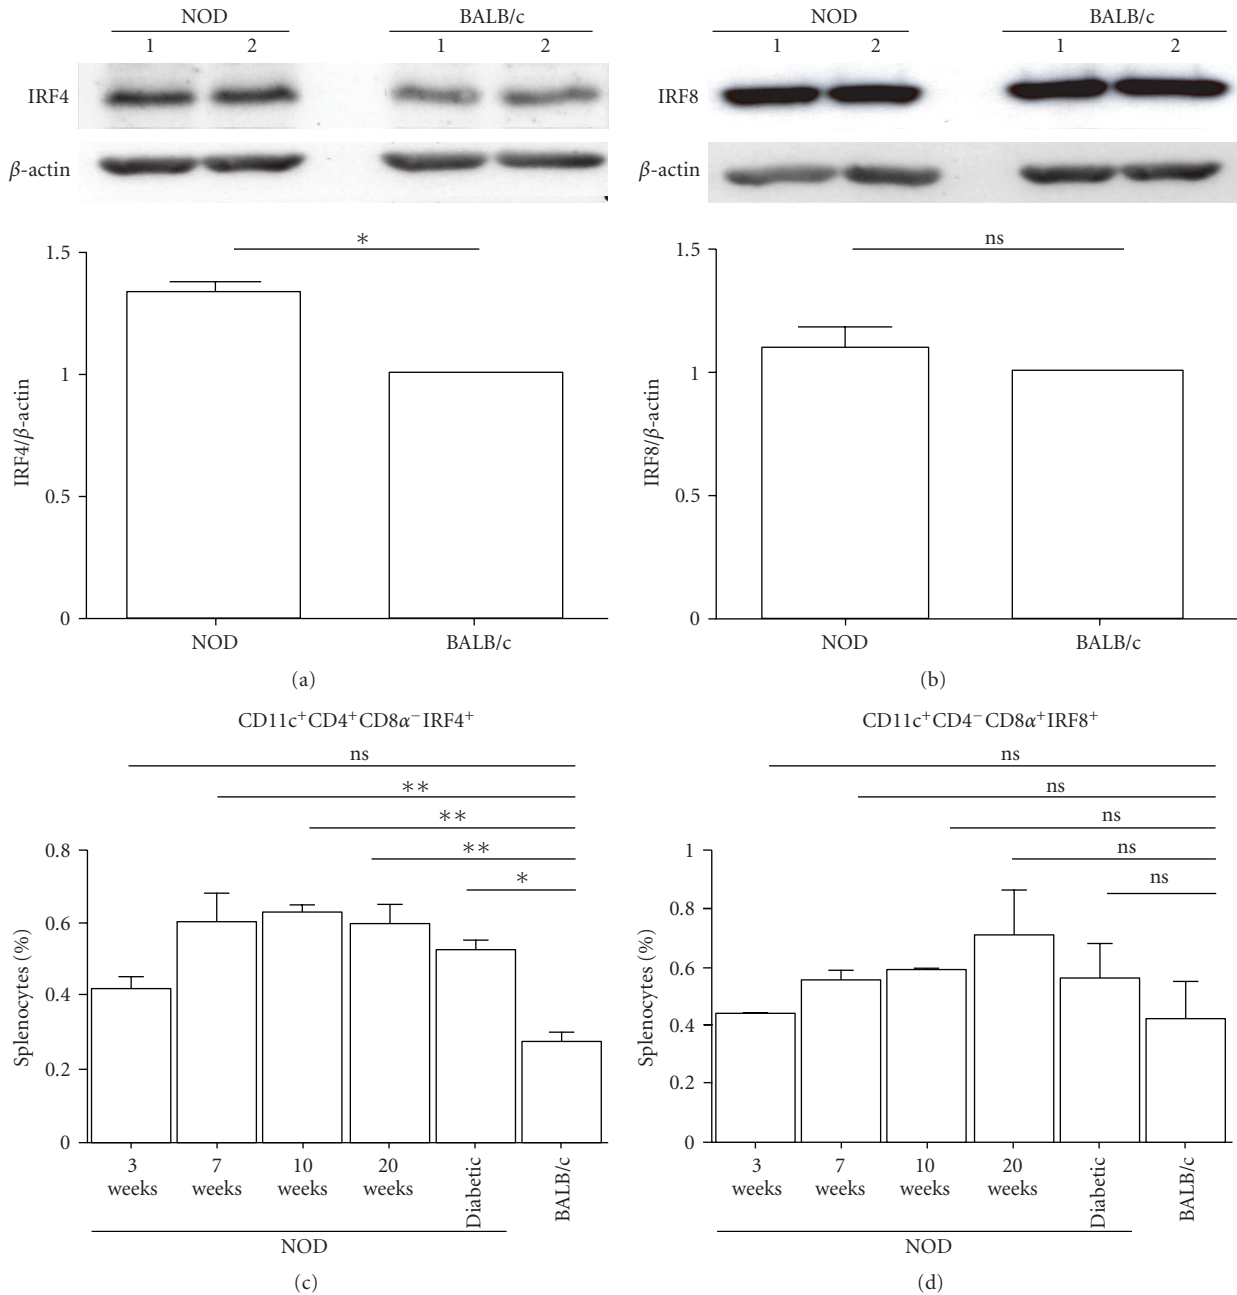 NOD BALB/c
1 2 1 2
IRF4
β-actin
NOD BALB/c
1 2 1 2
IRF8
β-actin
IRF4/β-actin
1.5
1
0.5
0
*
NOD BALB/c
(a)
IRF8/β-actin
1.5
1
0.5
0
ns
NOD BALB/c
(b)
CD11c⁺CD4⁺CD8α⁻IRF4⁺
ns
**
**
**
*
Splenocytes (%)
0.8
0.6
0.4
0.2
0
3 weeks
7 weeks
10 weeks
20 weeks
Diabetic
BALB/c
NOD
(c)
CD11c⁺CD4⁻CD8α⁺IRF8⁺
ns
ns
ns
ns
ns
Splenocytes (%)
1
0.8
0.6
0.4
0.2
0
3 weeks
7 weeks
10 weeks
20 weeks
Diabetic
BALB/c
NOD
(d)